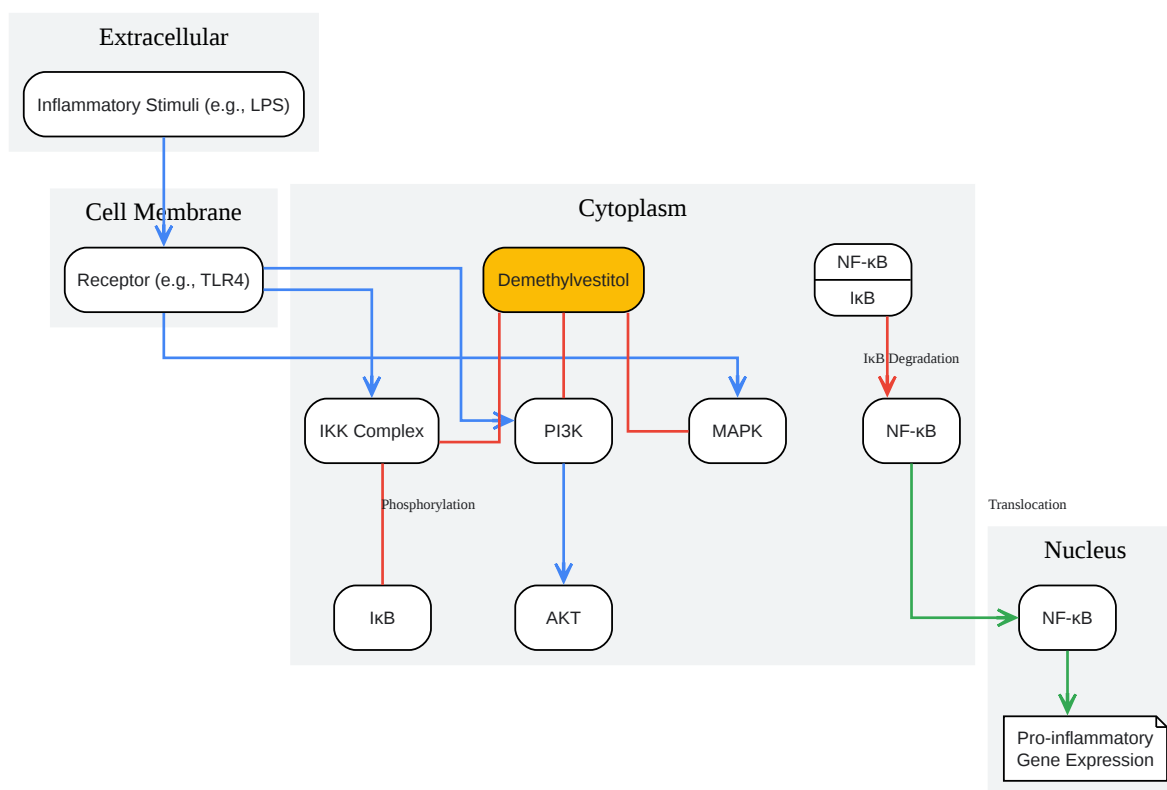 Extracellular
Inflammatory Stimuli (e.g., LPS)
Cell Membrane
Receptor (e.g., TLR4)
Cytoplasm
Demethylvestitol
NF-κB
IκB
IκB Degradation
IKK Complex
PI3K
MAPK
NF-κB
Phosphorylation
Translocation
IκB
AKT
Nucleus
NF-κB
Pro-inflammatory
Gene Expression